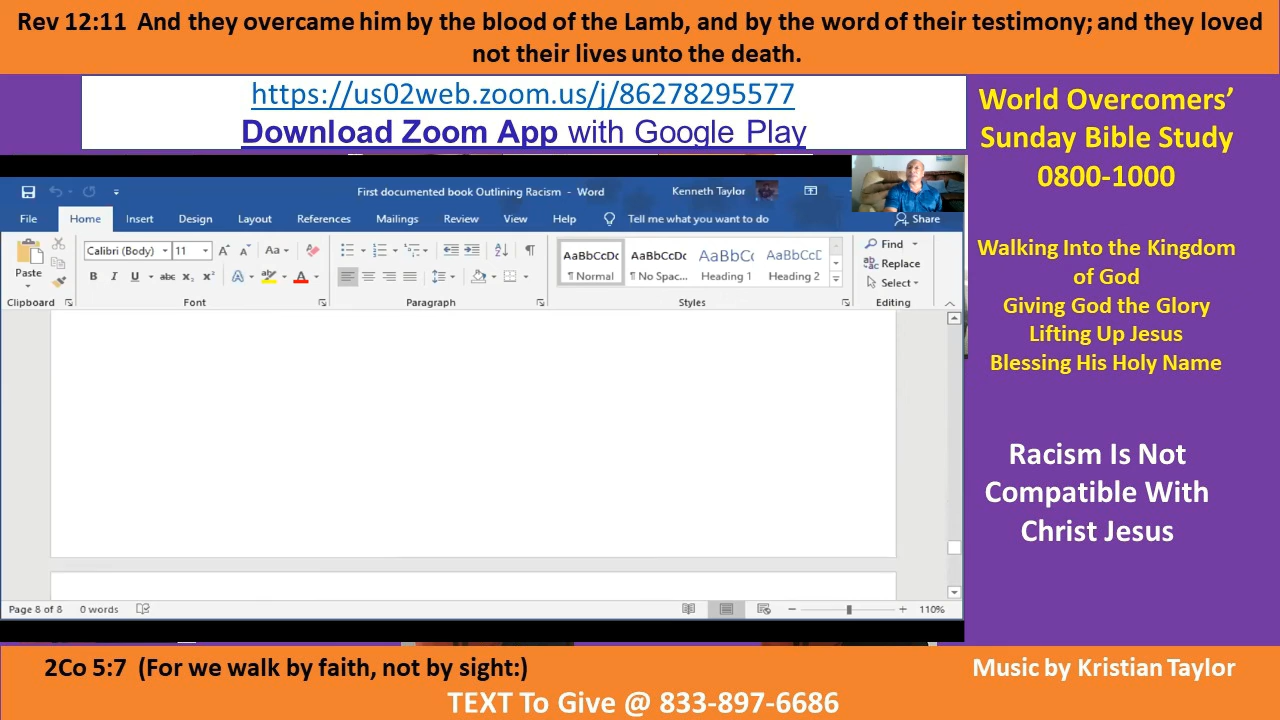 Rev 12:11 And they overcame him by the blood of the Lamb, and by the word of their testimony; and they loved
not their lives unto the death.
https://us02web.zoom.us/j/86278295577
Download Zoom App with Google Play
World Overcomers’
Sunday Bible Study
0800-1000
Walking Into the Kingdom
of God
Giving God the Glory
Lifting Up Jesus
Blessing His Holy Name
Racism Is Not
Compatible With
Christ Jesus
First documented book Outlining Racism - Word
Kenneth Taylor
File Home Insert Design Layout References Mailings Review View Help Tell me what you want to do Share
Paste
Clipboard
Calibri (Body) 11 A A Aa A
B I U abc x₂ x² A ab A
Font
Paragraph
AaBbCcDc AaBbCcDc AaBbCc AaBbCcD
¶ Normal ¶ No Spac... Heading 1 Heading 2
Styles
Find
Replace
Select
Editing
Page 8 of 8 0 words
110%
2Co 5:7 (For we walk by faith, not by sight:)
Music by Kristian Taylor
TEXT To Give @ 833-897-6686